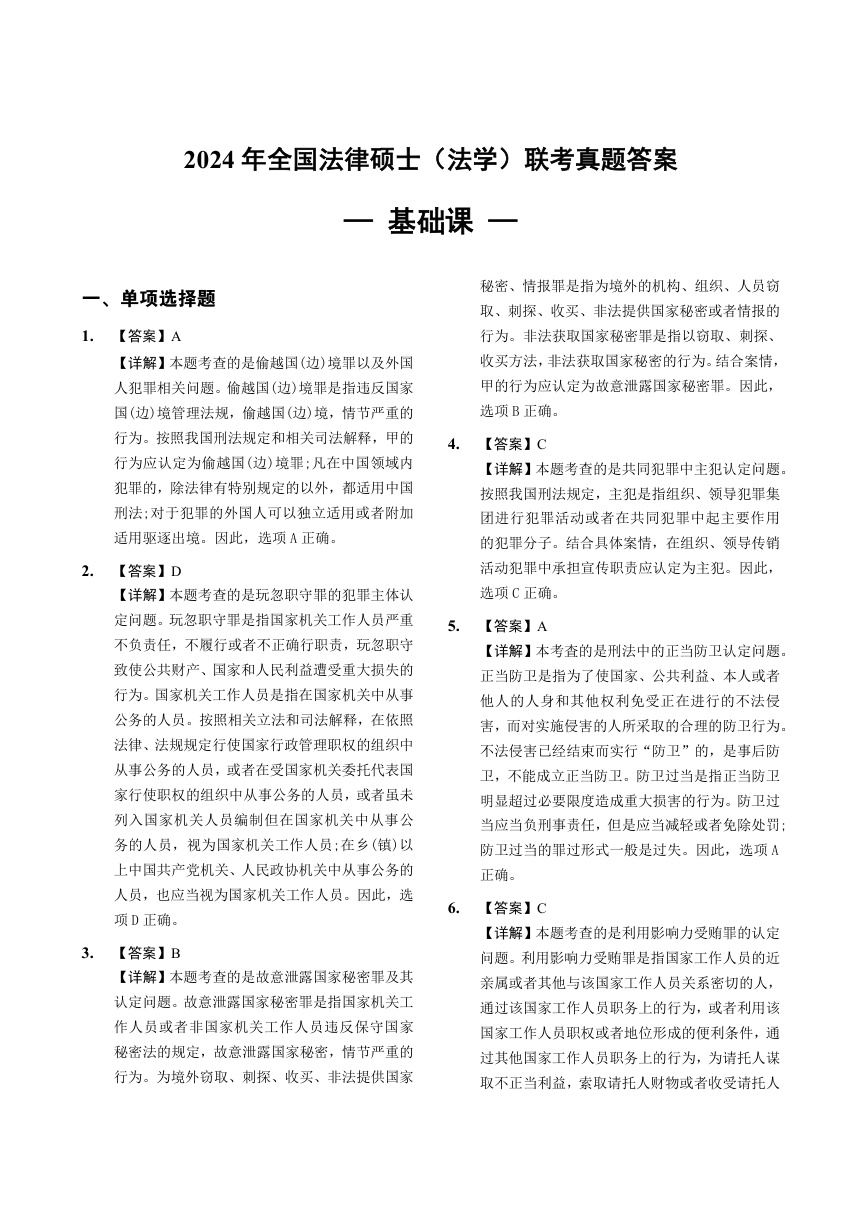 2024 年全国法律硕士（法学）联考真题答案
— 基础课 —
一、单项选择题
1. 【答案】A
【详解】本题考查的是偷越国(边)境罪以及外国
人犯罪相关问题。偷越国(边)境罪是指违反国家
国(边)境管理法规，偷越国(边)境，情节严重的
行为。按照我国刑法规定和相关司法解释，甲的
行为应认定为偷越国(边)境罪;凡在中国领域内
犯罪的，除法律有特别规定的以外，都适用中国
刑法;对于犯罪的外国人可以独立适用或者附加
适用驱逐出境。因此，选项 A 正确。
2. 【答案】D
【详解】本题考查的是玩忽职守罪的犯罪主体认
定问题。玩忽职守罪是指国家机关工作人员严重
不负责任，不履行或者不正确行职责，玩忽职守
致使公共财产、国家和人民利益遭受重大损失的
行为。国家机关工作人员是指在国家机关中从事
公务的人员。按照相关立法和司法解释，在依照
法律、法规规定行使国家行政管理职权的组织中
从事公务的人员，或者在受国家机关委托代表国
家行使职权的组织中从事公务的人员，或者虽未
列入国家机关人员编制但在国家机关中从事公
务的人员，视为国家机关工作人员;在乡(镇)以
上中国共产党机关、人民政协机关中从事公务的
人员，也应当视为国家机关工作人员。因此，选
项 D 正确。
3. 【答案】B
【详解】本题考查的是故意泄露国家秘密罪及其
认定问题。故意泄露国家秘密罪是指国家机关工
作人员或者非国家机关工作人员违反保守国家
秘密法的规定，故意泄露国家秘密，情节严重的
行为。为境外窃取、刺探、收买、非法提供国家
秘密、情报罪是指为境外的机构、组织、人员窃
取、刺探、收买、非法提供国家秘密或者情报的
行为。非法获取国家秘密罪是指以窃取、刺探、
收买方法，非法获取国家秘密的行为。结合案情，
甲的行为应认定为故意泄露国家秘密罪。因此，
选项 B 正确。
4. 【答案】C
【详解】本题考查的是共同犯罪中主犯认定问题。
按照我国刑法规定，主犯是指组织、领导犯罪集
团进行犯罪活动或者在共同犯罪中起主要作用
的犯罪分子。结合具体案情，在组织、领导传销
活动犯罪中承担宣传职责应认定为主犯。因此，
选项 C 正确。
5. 【答案】A
【详解】本考查的是刑法中的正当防卫认定问题。
正当防卫是指为了使国家、公共利益、本人或者
他人的人身和其他权利免受正在进行的不法侵
害，而对实施侵害的人所采取的合理的防卫行为。
不法侵害已经结束而实行“防卫”的，是事后防
卫，不能成立正当防卫。防卫过当是指正当防卫
明显超过必要限度造成重大损害的行为。防卫过
当应当负刑事责任，但是应当减轻或者免除处罚;
防卫过当的罪过形式一般是过失。因此，选项 A
正确。
6. 【答案】C
【详解】本题考查的是利用影响力受贿罪的认定
问题。利用影响力受贿罪是指国家工作人员的近
亲属或者其他与该国家工作人员关系密切的人，
通过该国家工作人员职务上的行为，或者利用该
国家工作人员职权或者地位形成的便利条件，通
过其他国家工作人员职务上的行为，为请托人谋
取不正当利益，索取请托人财物或者收受请托人